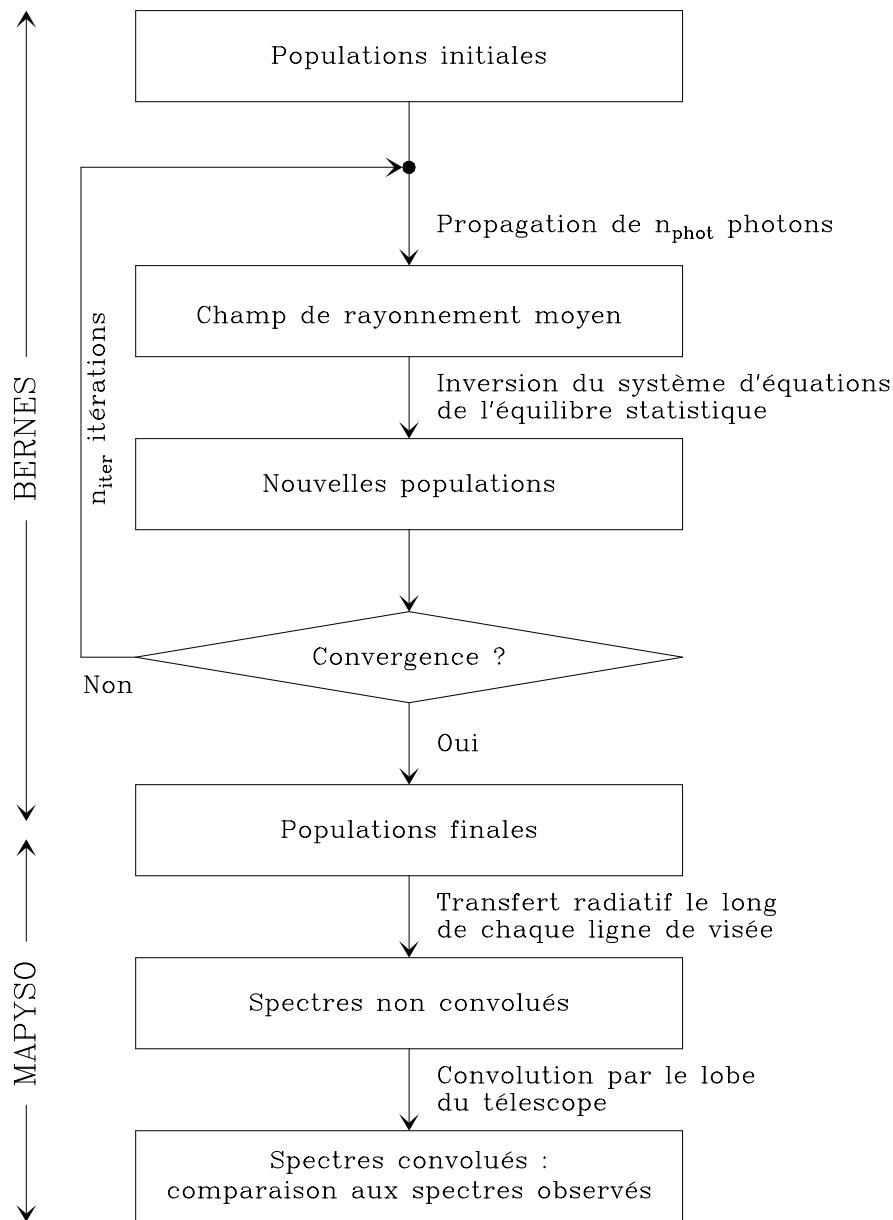 Populations initiales
Propagation de n_phot photons
Champ de rayonnement moyen
Inversion du système d'équations
de l'équilibre statistique
n_iter itérations
BERNES
Nouvelles populations
Convergence ?
Non
Oui
Populations finales
Transfert radiatif le long
de chaque ligne de visée
MAPYSO
Spectres non convolués
Convolution par le lobe
du télescope
Spectres convolués :
comparaison aux spectres observés